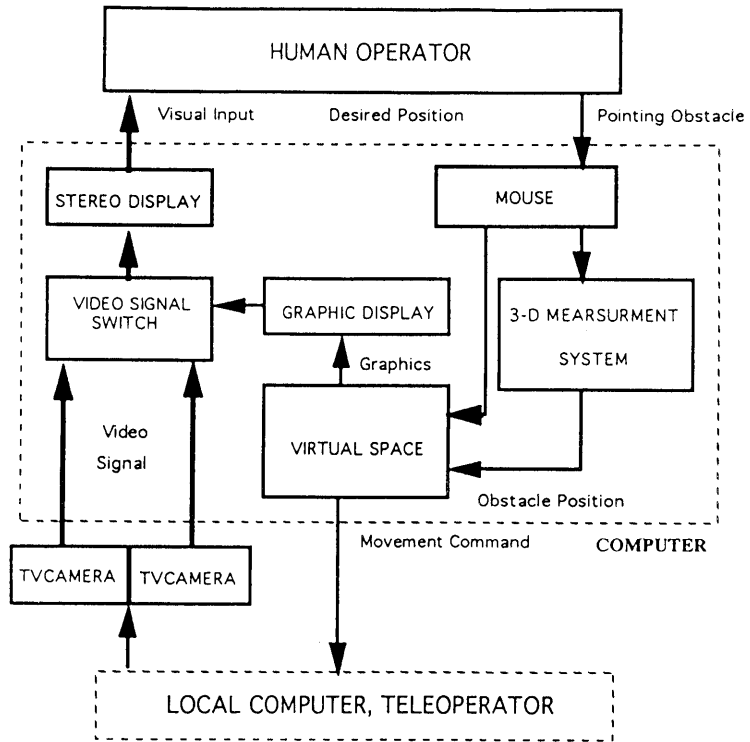 HUMAN OPERATOR
Visual Input
Desired Position
Pointing Obstacle
STEREO DISPLAY
MOUSE
VIDEO SIGNAL
SWITCH
GRAPHIC DISPLAY
3-D MEARSURMENT
SYSTEM
Graphics
Video
Signal
VIRTUAL SPACE
Obstacle Position
Movement Command
COMPUTER
TVCAMERA
TVCAMERA
LOCAL COMPUTER, TELEOPERATOR